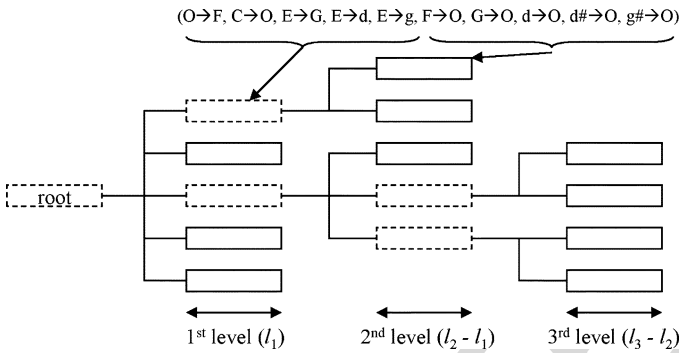 (O→F, C→O, E→G, E→d, E→g, F→O, G→O, d→O, d#→O, g#→O)
root
1st level (l1) 2nd level (l2 - l1) 3rd level (l3 - l2)